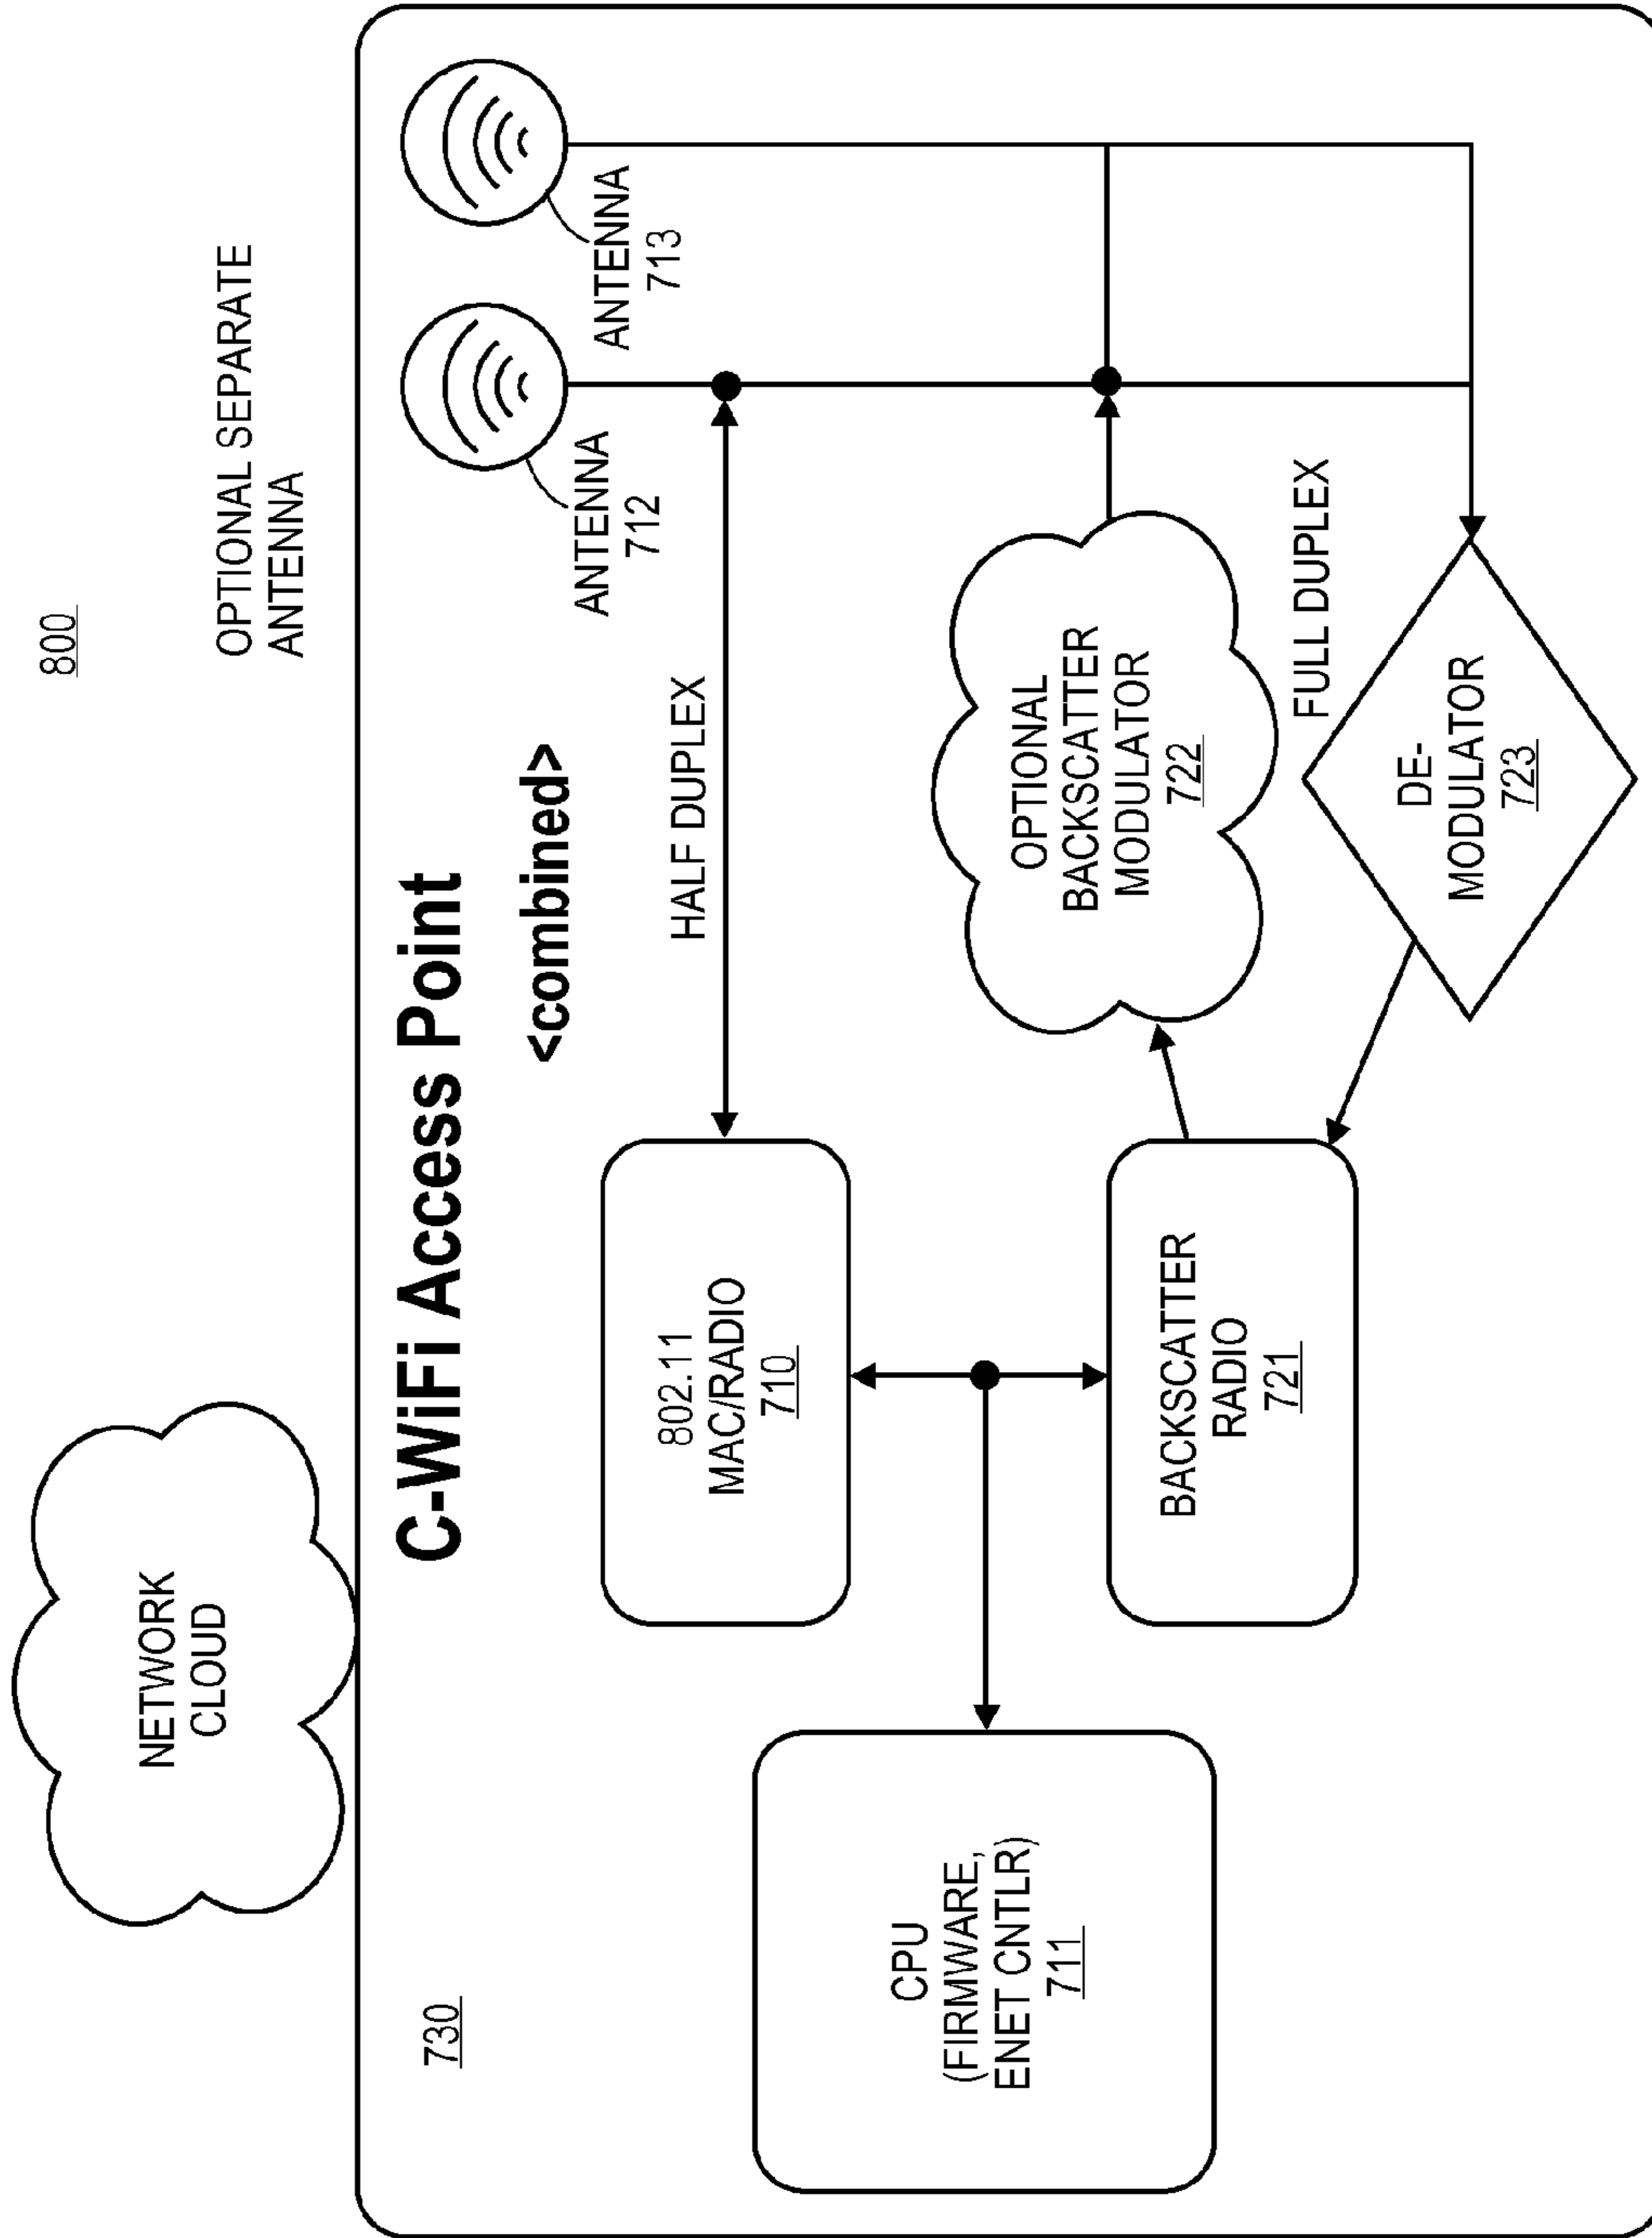 800
NETWORK
CLOUD
OPTIONAL SEPARATE
ANTENNA
730
C-WiFi Access Point
<combined>
ANTENNA
712
ANTENNA
713
802.11
MAC/RADIO
710
HALF DUPLEX
CPU
(FIRMWARE,
ENET CNTLR)
711
OPTIONAL
BACKSCATTER
MODULATOR
722
BACKSCATTER
RADIO
721
FULL DUPLEX
DE-
MODULATOR
723